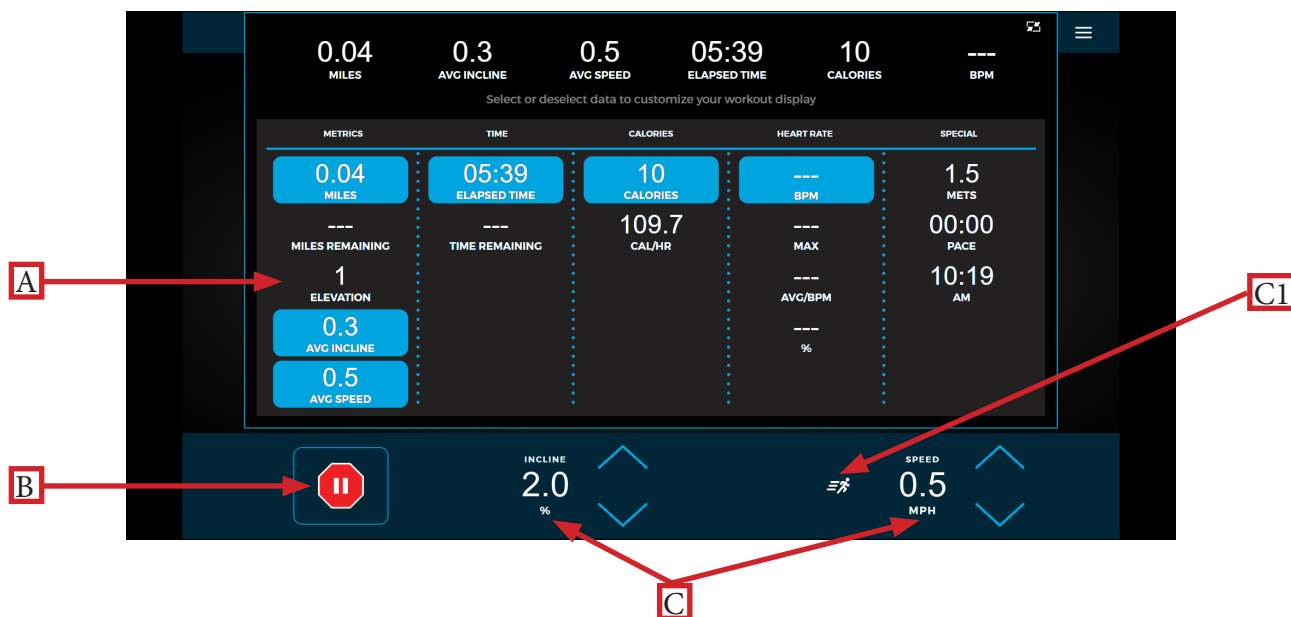 0.04 0.3 0.5 05:39 10 ---
MILES AVG INCLINE AVG SPEED ELAPSED TIME CALORIES BPM
Select or deselect data to customize your workout display
METRICS TIME CALORIES HEART RATE SPECIAL
0.04 05:39 10 --- 1.5
MILES ELAPSED TIME CALORIES BPM METS
--- --- 109.7 --- 00:00
MILES REMAINING TIME REMAINING CAL/HR MAX PACE
A 1 --- 10:19 C1
ELEVATION AVG/BPM AM
0.3 ---
AVG INCLINE %
0.5
AVG SPEED
INCLINE SPEED
B 2.0 0.5
% MPH
C